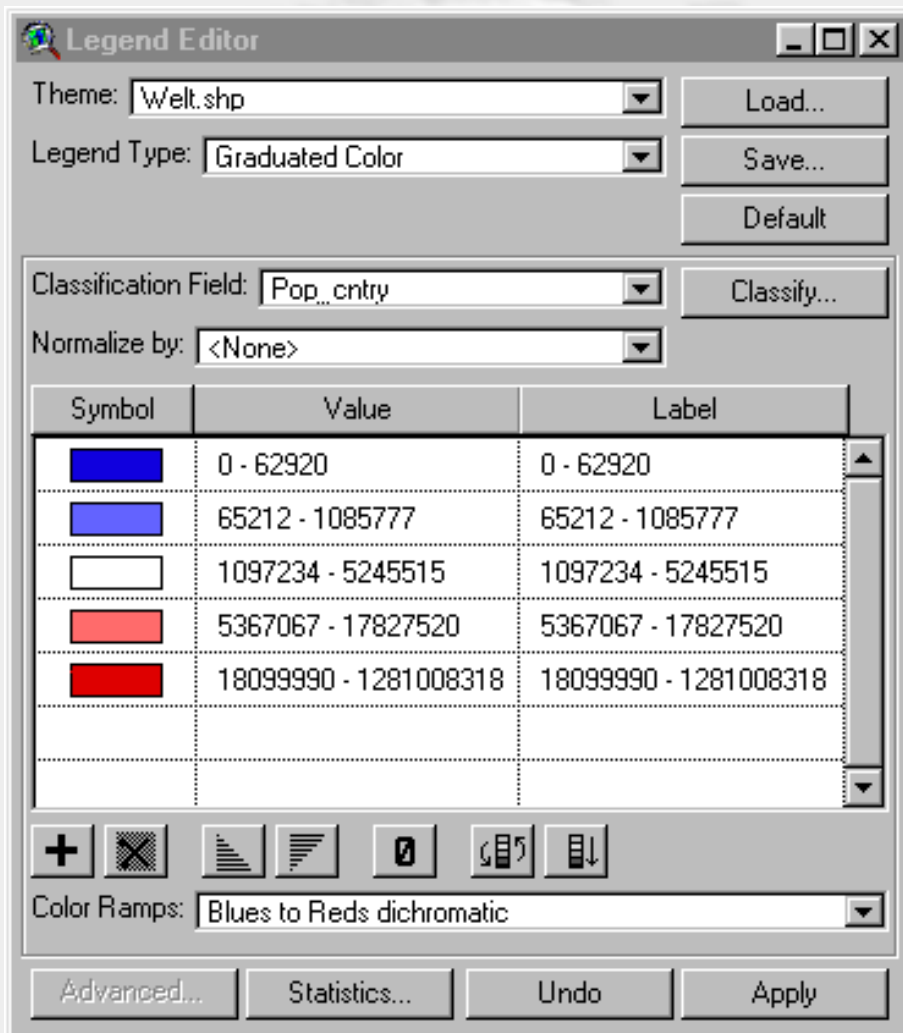 Legend Editor
Theme: Welt.shp
Load...
Legend Type: Graduated Color
Save...
Default
Classification Field: Pop_cntry
Classify...
Normalize by: <None>
Symbol Value Label
0 - 62920 0 - 62920
65212 - 1085777 65212 - 1085777
1097234 - 5245515 1097234 - 5245515
5367067 - 17827520 5367067 - 17827520
18099990 - 1281008318 18099990 - 1281008318
0
Color Ramps: Blues to Reds dichromatic
Advanced... Statistics... Undo Apply